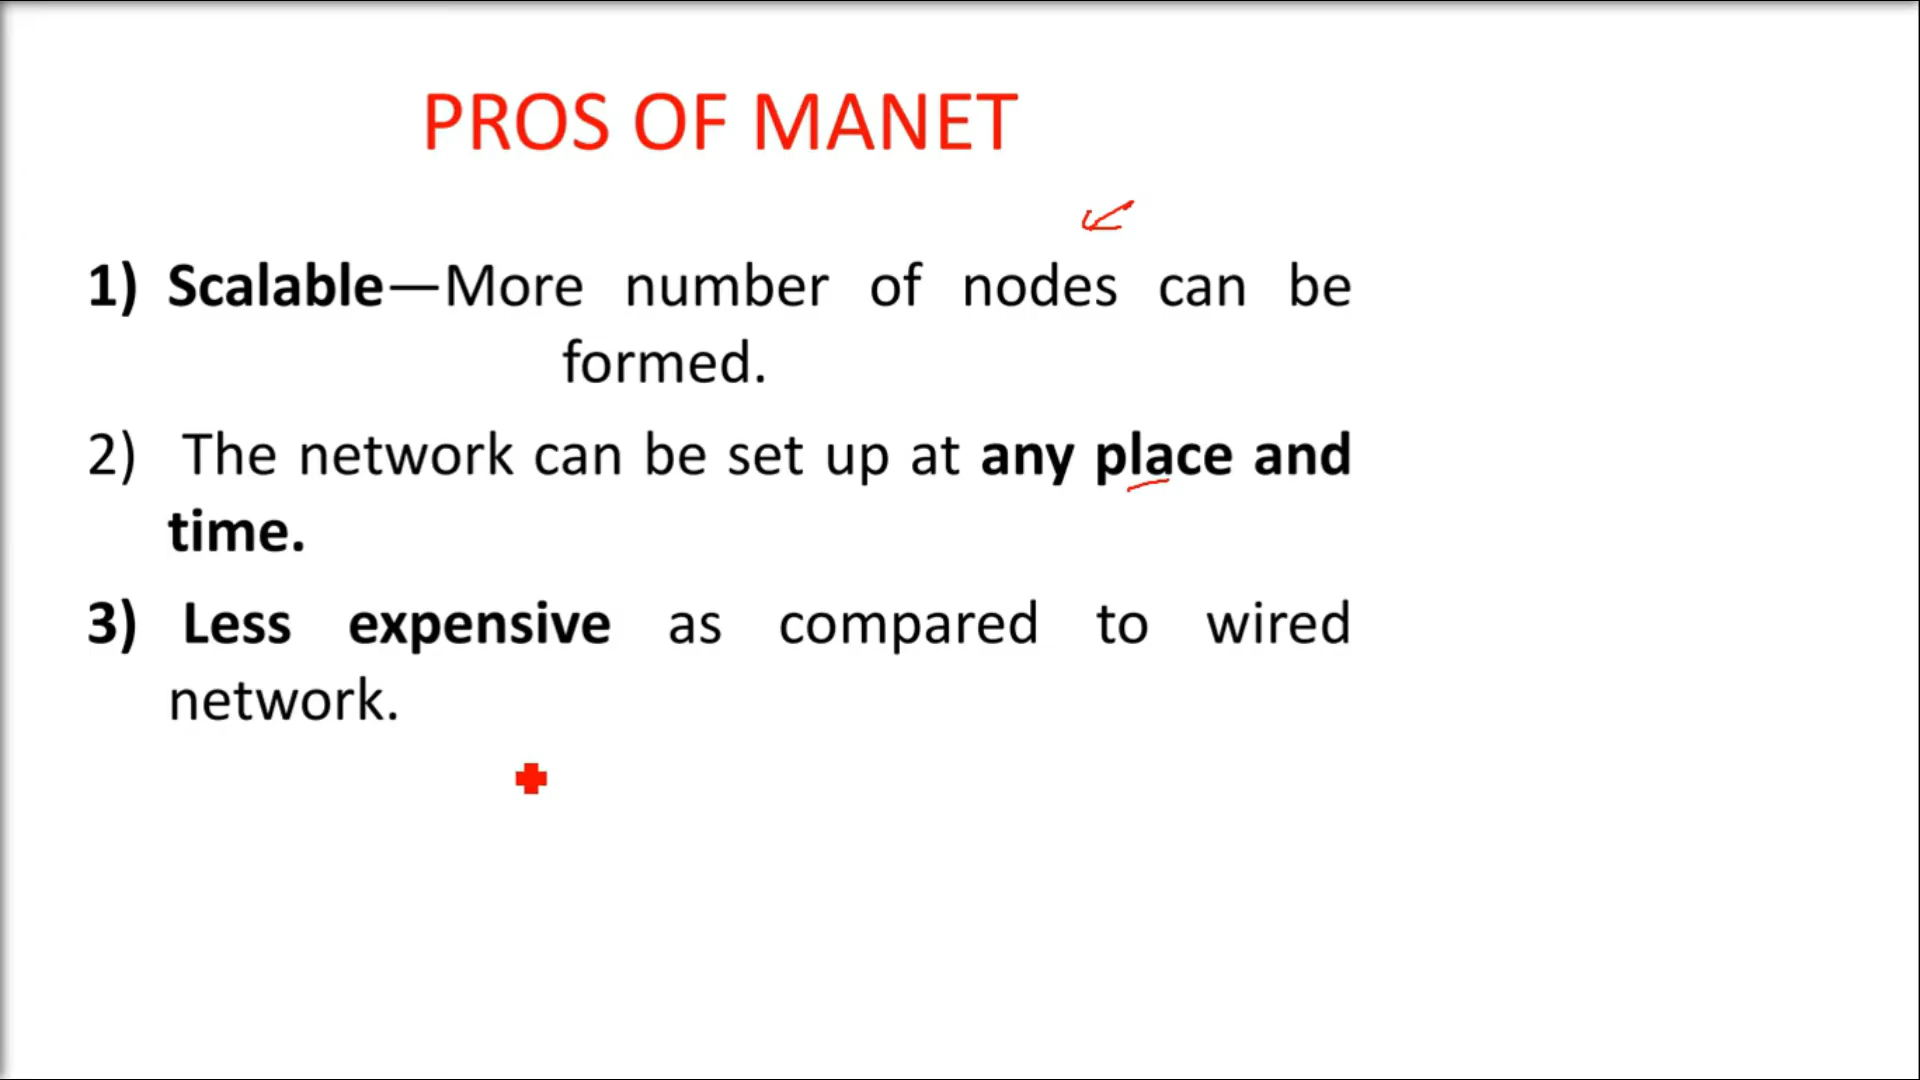 PROS OF MANET
1) Scalable—More number of nodes can be
formed.
2) The network can be set up at any place and
time.
3) Less expensive as compared to wired
network.